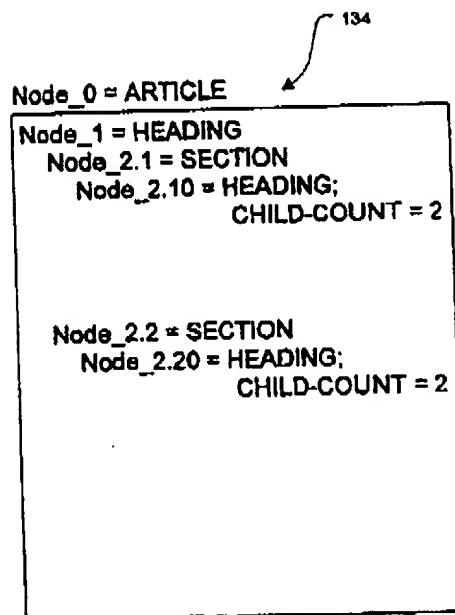 134
Node_0 = ARTICLE
Node_1 = HEADING
Node_2.1 = SECTION
Node_2.10 = HEADING;
CHILD-COUNT = 2
Node_2.2 = SECTION
Node_2.20 = HEADING;
CHILD-COUNT = 2